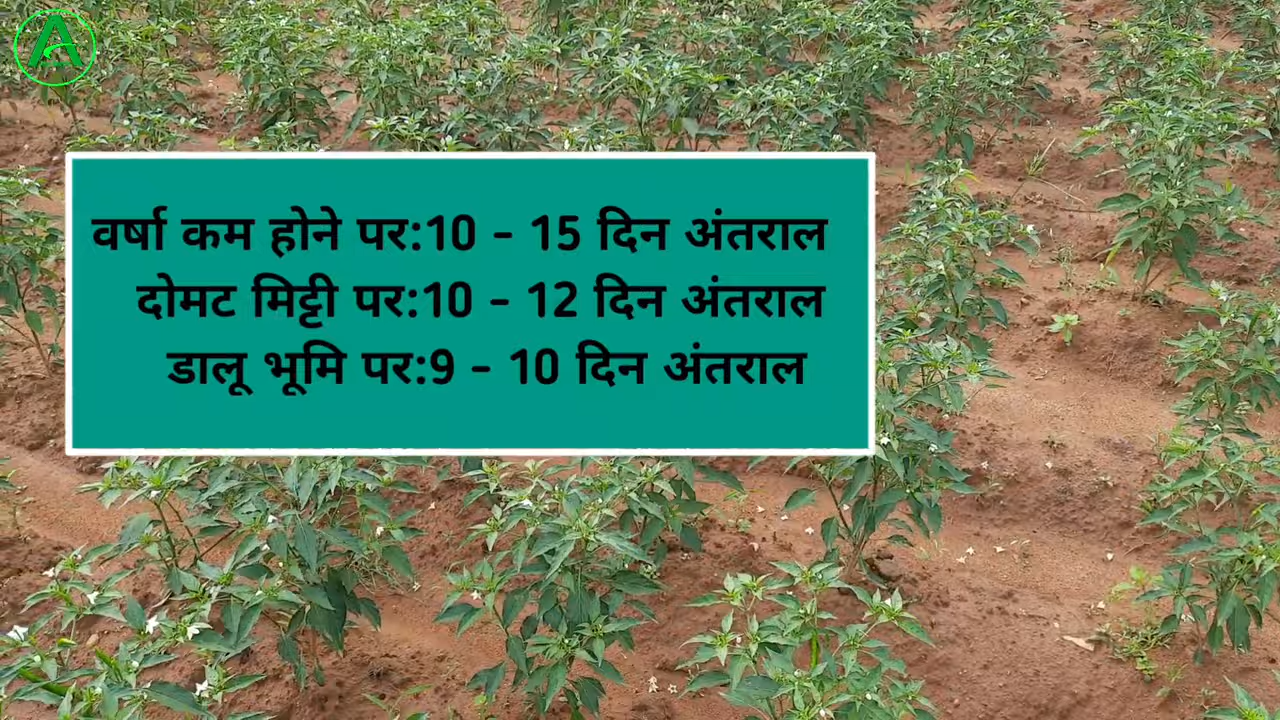 वर्षा कम होने पर:10 - 15 दिन अंतराल
दोमट मिट्टी पर:10 - 12 दिन अंतराल
डालू भूमि पर:9 - 10 दिन अंतराल